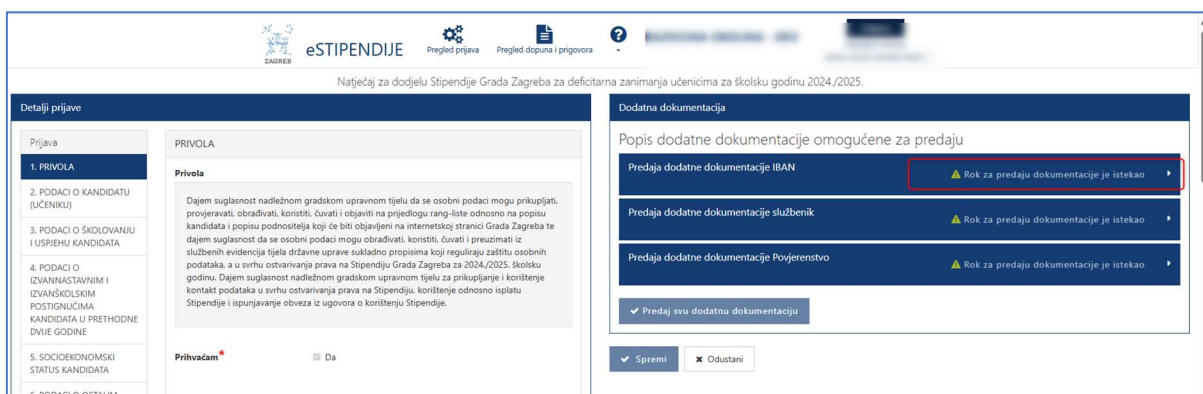 ZAGREB
eSTIPENDIJE
Pregled prijava
Pregled dopuna i prigovora
?
Natječaj za dodjelu Stipendije Grada Zagreba za deficitarna zanimanja učenicima za školsku godinu 2024./2025.
Detalji prijave
Prijava
1. PRIVOLA
2. PODACI O KANDIDATU
(UČENIKU)
3. PODACI O ŠKOLOVANJU
I USPJEHU KANDIDATA
4. PODACI O
IZVANNASTAVNIM I
IZVANŠKOLSKIM
POSTIGNUĆIMA
KANDIDATA U PRETHODNE
DVIJE GODINE
5. SOCIOEKONOMSKI
STATUS KANDIDATA
PRIVOLA
Privola
Dajem suglasnost nadležnom gradskom upravnom tijelu da se osobni podaci mogu prikupljati,
provjeravati, obrađivati, koristiti, čuvati i objaviti na prijedlogu rang-liste odnosno na popisu
kandidata i popisu podnositelja koji će biti objavljeni na internetskoj stranici Grada Zagreba te
dajem suglasnost da se osobni podaci mogu obrađivati, koristiti, čuvati i preuzimati iz
službenih evidencija tijela državne uprave sukladno propisima koji reguliraju zaštitu osobnih
podataka, a u svrhu ostvarivanja prava na Stipendiju Grada Zagreba za 2024./2025. školsku
godinu. Dajem suglasnost nadležnom gradskom upravnom tijelu za prikupljanje i korištenje
kontakt podataka u svrhu ostvarivanja prava na Stipendiju, korištenje odnosno isplatu
Stipendije i ispunjavanje obveza iz ugovora o korištenju Stipendije.
Prihvaćam* Da
Dodatna dokumentacija
Popis dodatne dokumentacije omogućene za predaju
Predaja dodatne dokumentacije IBAN
Rok za predaju dokumentacije je istekao
Predaja dodatne dokumentacije službenik
Rok za predaju dokumentacije je istekao
Predaja dodatne dokumentacije Povjerenstvo
Rok za predaju dokumentacije je istekao
Predaj svu dodatnu dokumentaciju
Spremi
Odustani